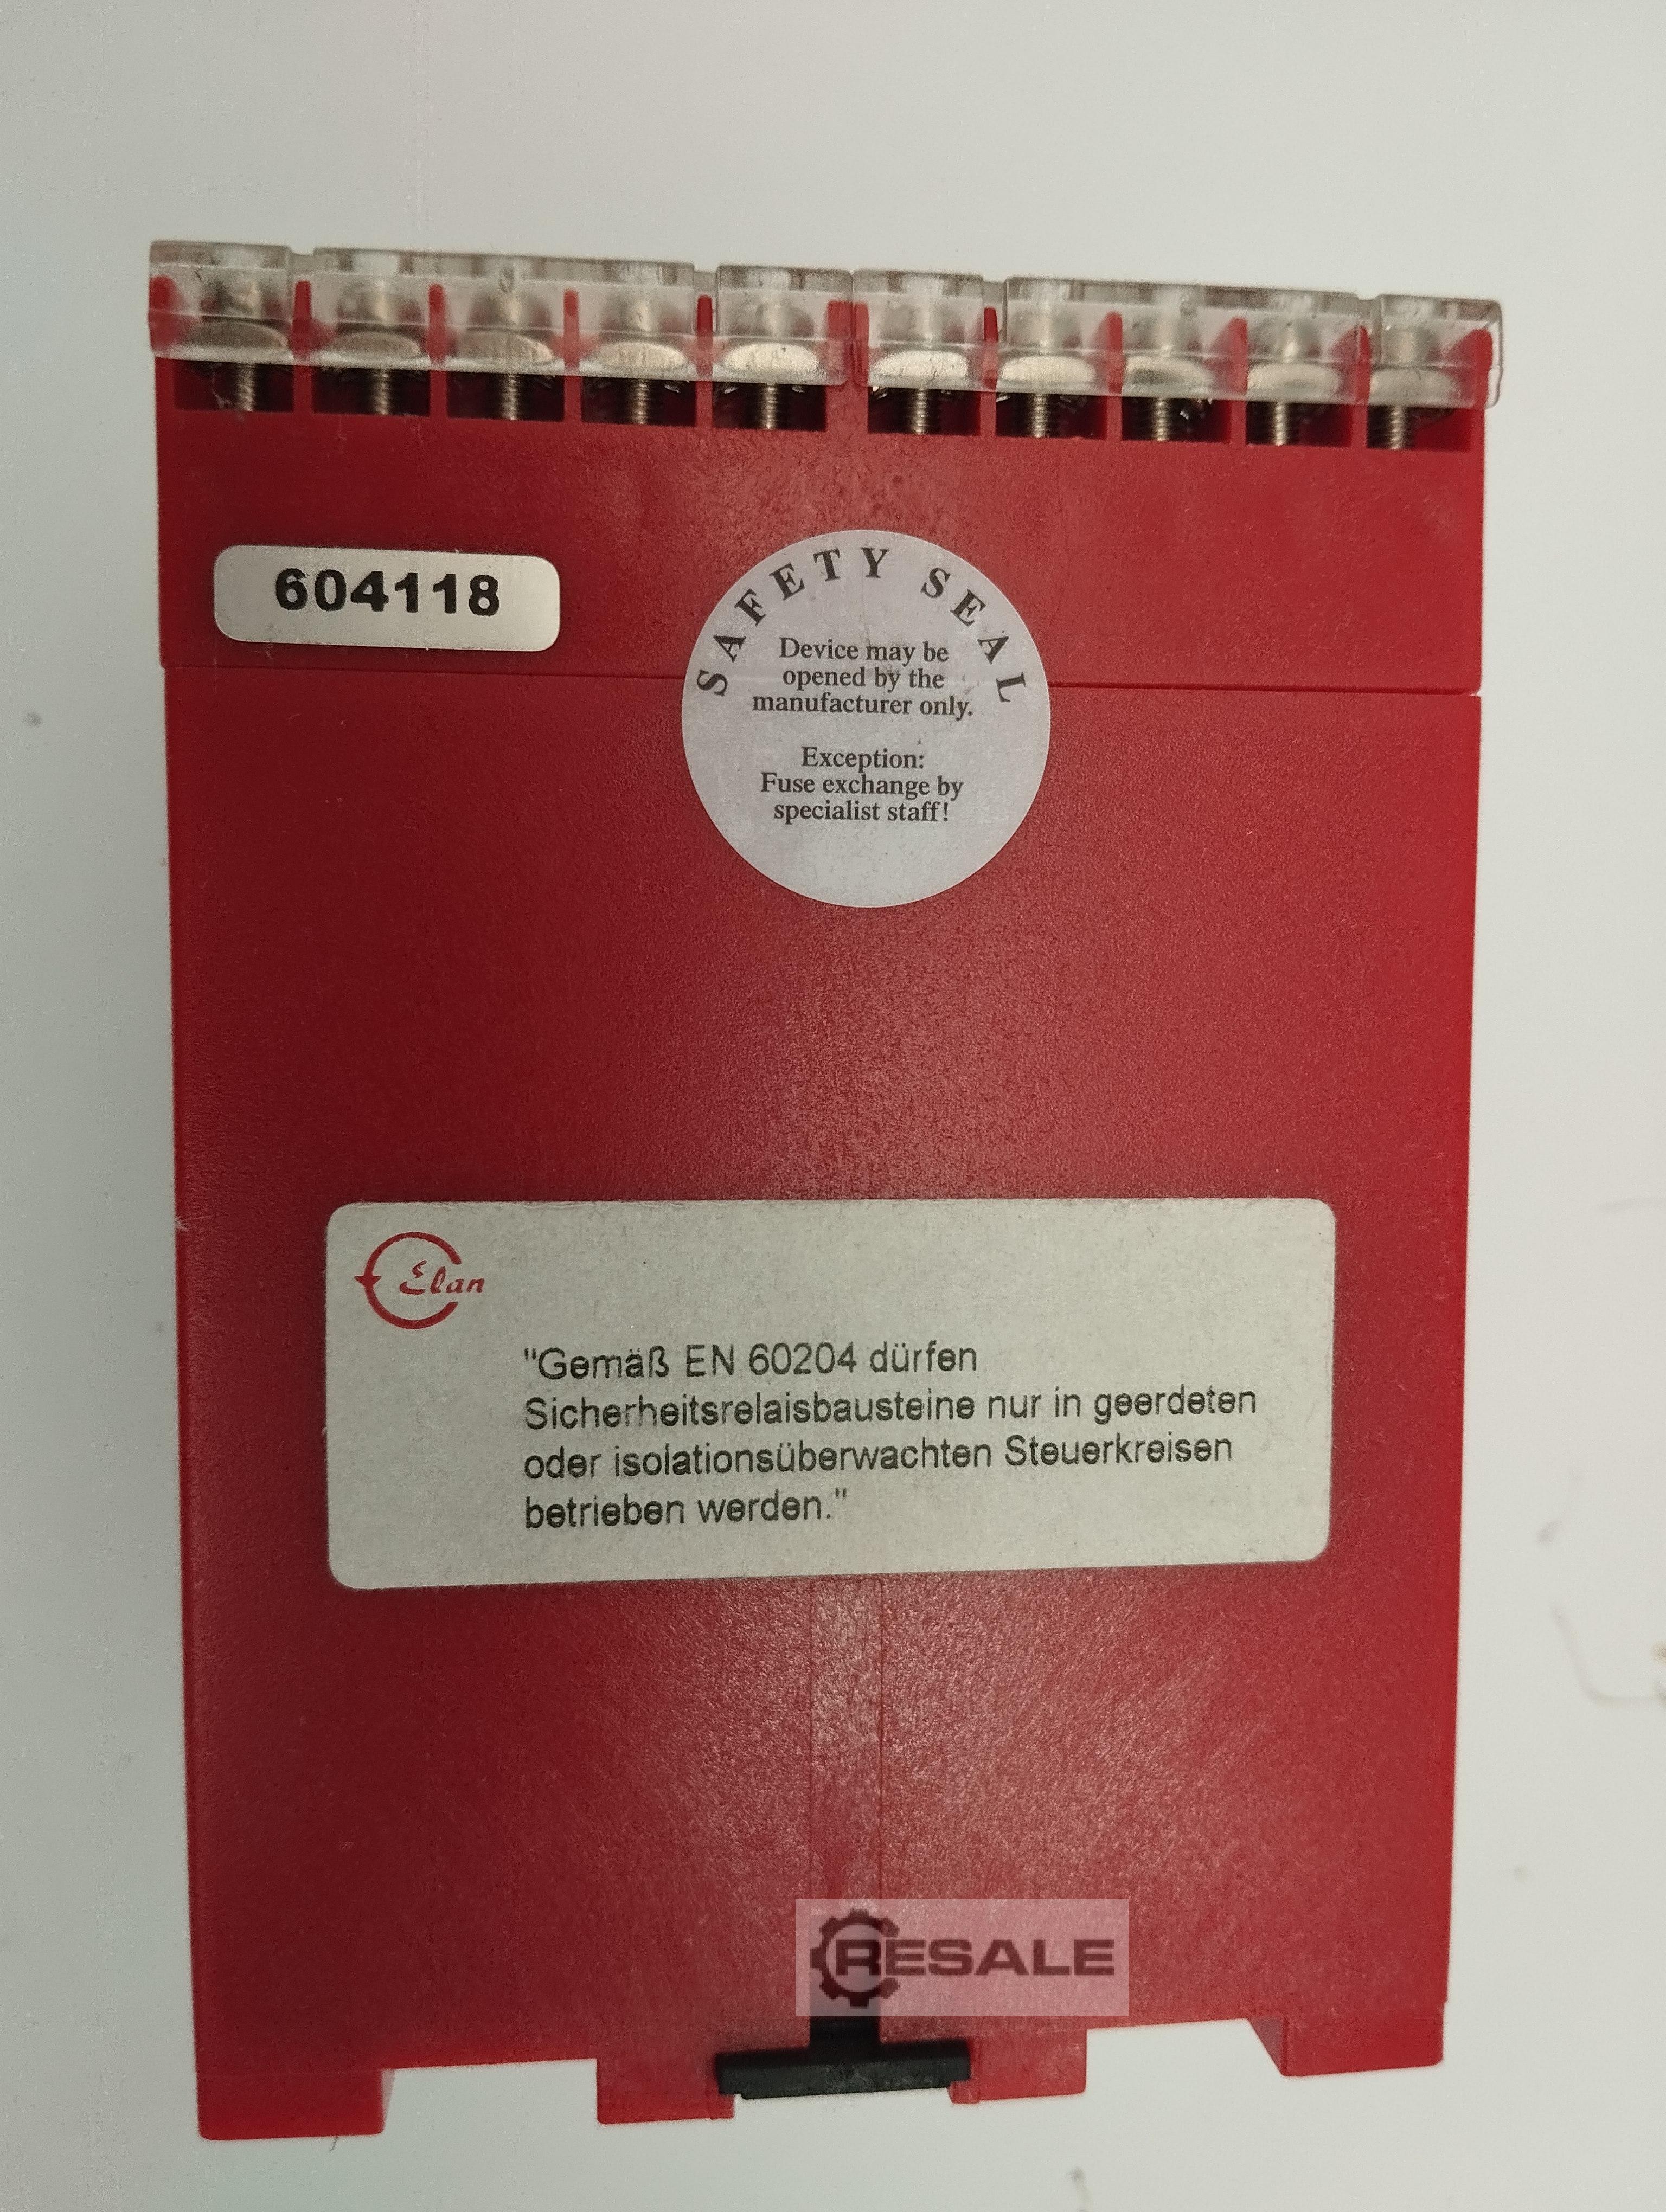 604118
SAFETY SEAL
Device may be
opened by the
manufacturer only.
Exception:
Fuse exchange by
specialist staff!
Elan
"Gemäß EN 60204 dürfen
Sicherheitsrelaisbausteine nur in geerdeten
oder isolationsüberwachten Steuerkreisen
betrieben werden."
RESALE